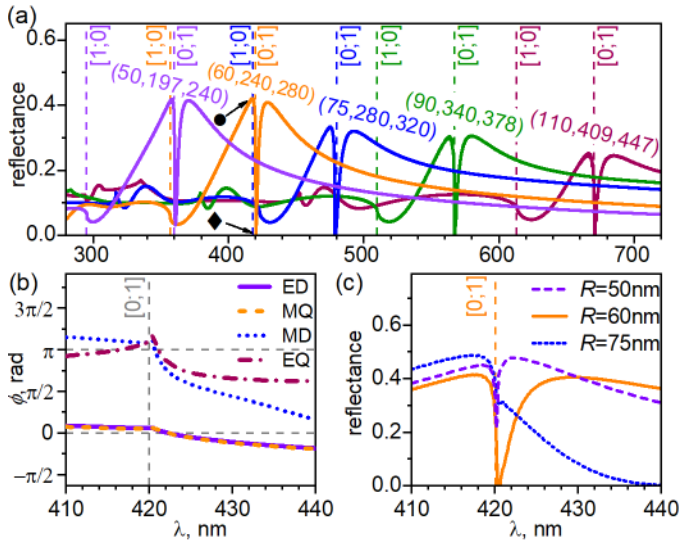 (a)
0.6
0.4
0.2
0.0
reflectance
[1;0]
[1;0]
[0;1]
[1;0]
[0;1]
[0;1]
[1;0]
[0;1]
[1;0]
[0;1]
(50,197,240)
(60,240,280)
(75,280,320)
(90,340,378)
(110,409,447)
300
400
500
600
700
(b)
[0;1]
ED
MQ
MD
EQ
3π/2
π
π/2
0
−π/2
ϕ, rad
410
420
430
440
λ, nm
(c)
[0;1]
R=50nm
R=60nm
R=75nm
0.8
0.4
0.0
reflectance
410
420
430
440
λ, nm